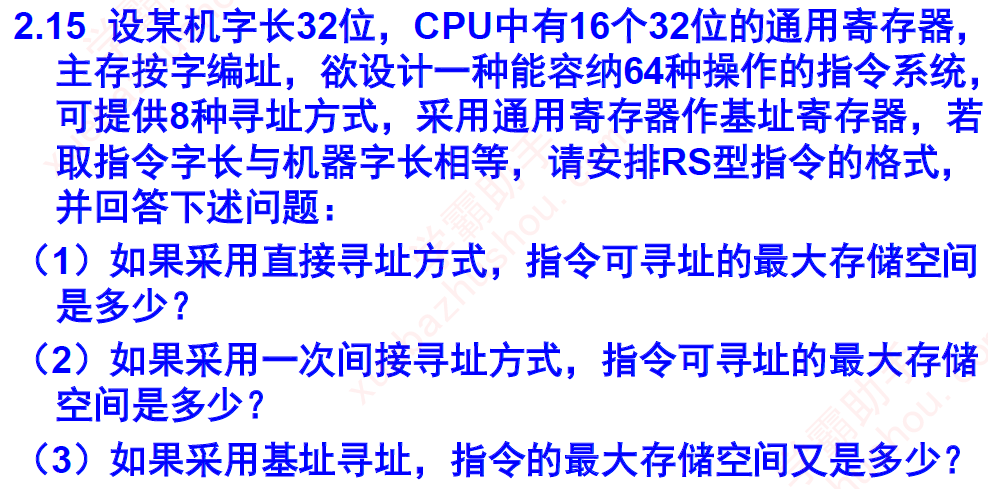 2.15 设某机字长32位，CPU中有16个32位的通用寄存器，
主存按字编址，欲设计一种能容纳64种操作的指令系统，
可提供8种寻址方式，采用通用寄存器作基址寄存器，若
取指令字长与机器字长相等，请安排RS型指令的格式，
并回答下述问题：
（1）如果采用直接寻址方式，指令可寻址的最大存储空间
是多少？
（2）如果采用一次间接寻址方式，指令可寻址的最大存储
空间是多少？
（3）如果采用基址寻址，指令的最大存储空间又是多少？